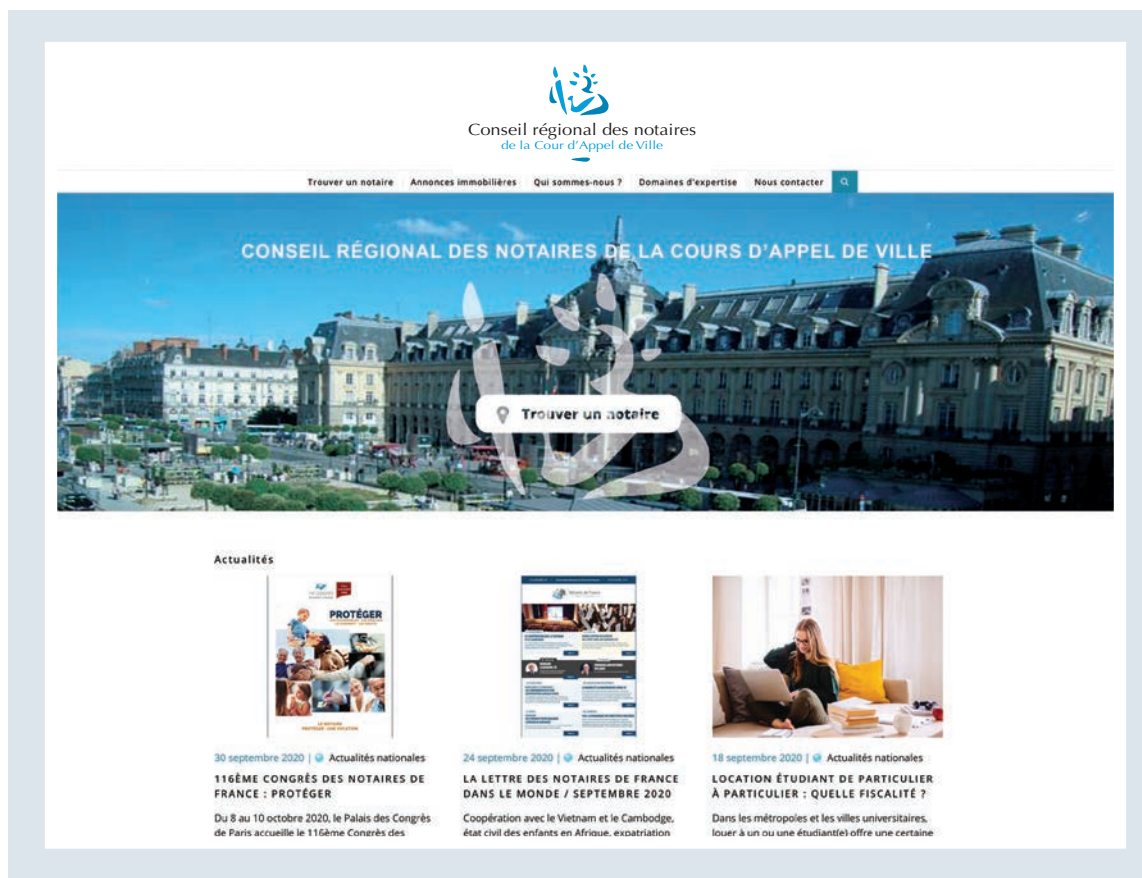 Conseil régional des notaires
de la Cour d'Appel de Ville
Trouver un notaire Annonces immobilières Qui sommes-nous ? Domaines d'expertise Nous contacter
CONSEIL RÉGIONAL DES NOTAIRES DE LA COURS D'APPEL DE VILLE
Trouver un notaire
Actualités
PROTÉGER
30 septembre 2020 | Actualités nationales
116ÈME CONGRÈS DES NOTAIRES DE
FRANCE : PROTÉGER
Du 8 au 10 octobre 2020, le Palais des Congrès
de Paris accueille le 116ème Congrès des
24 septembre 2020 | Actualités nationales
LA LETTRE DES NOTAIRES DE FRANCE
DANS LE MONDE / SEPTEMBRE 2020
Coopération avec le Vietnam et le Cambodge,
état civil des enfants en Afrique, expatriation
18 septembre 2020 | Actualités nationales
LOCATION ÉTUDIANT DE PARTICULIER
À PARTICULIER : QUELLE FISCALITÉ ?
Dans les métropoles et les villes universitaires,
louer à un ou une étudiant(e) offre une certaine